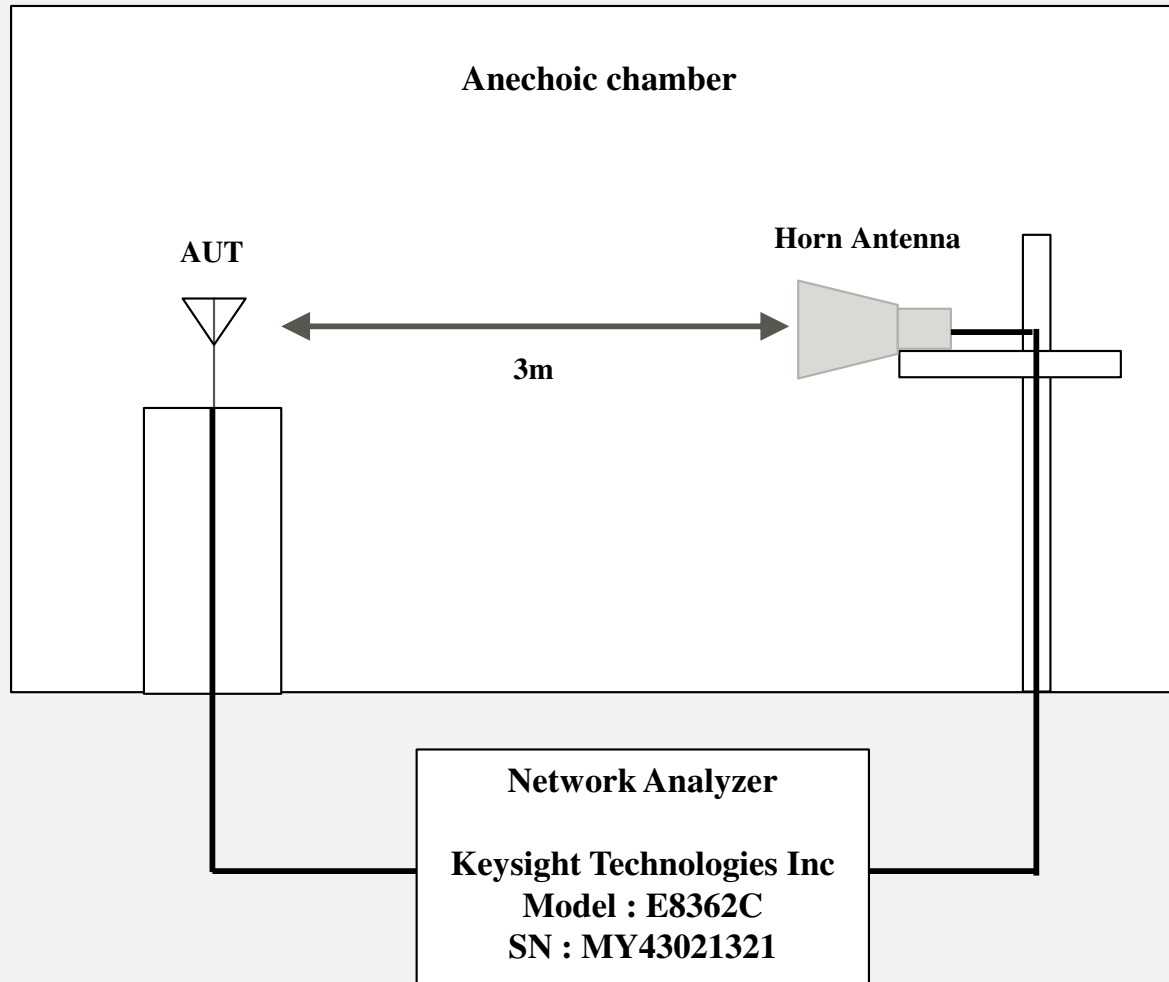 Anechoic chamber
AUT
Horn Antenna
3m
Network Analyzer
Keysight Technologies Inc
Model : E8362C
SN : MY43021321